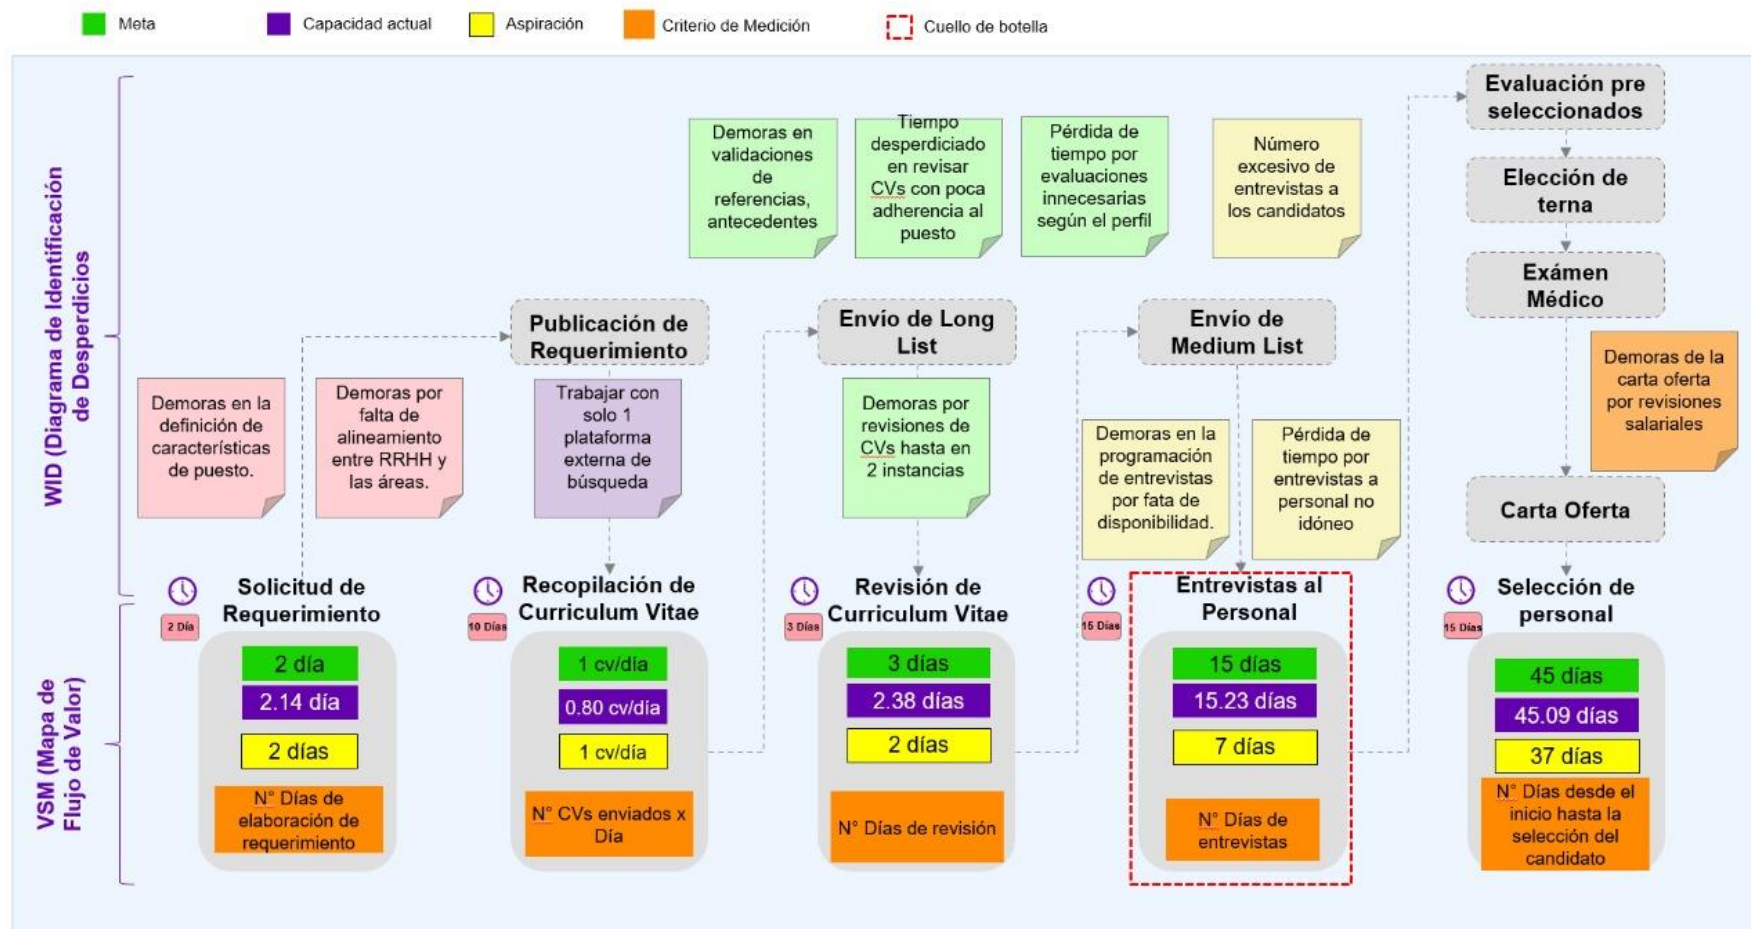 Meta
Capacidad actual
Aspiración
Criterio de Medición
Cuello de botella
WID (Diagrama de Identificación
de Desperdicios
Demoras en
validaciones
de
referencias,
antecedentes
Tiempo
desperdiciado
en revisar
CVs con poca
adherencia al
puesto
Pérdida de
tiempo por
evaluaciones
innecesarias
según el perfil
Número
excesivo de
entrevistas a
los candidatos
Evaluación pre
seleccionados
Elección de
terna
Exámen
Médico
Publicación de
Requerimiento
Envío de Long
List
Envío de
Medium List
Demoras de la
carta oferta
por revisiones
salariales
Demoras en la
definición de
características
de puesto.
Demoras por
falta de
alineamiento
entre RRHH y
las áreas.
Trabajar con
solo 1
plataforma
externa de
búsqueda
Demoras por
revisiones de
CVs hasta en
2 instancias
Demoras en la
programación
de entrevistas
por fata de
disponibilidad.
Pérdida de
tiempo por
entrevistas a
personal no
idóneo
Carta Oferta
VSM (Mapa de
Flujo de Valor)
2 Día
Solicitud de
Requerimiento
2 día
2.14 día
2 días
N° Días de
elaboración de
requerimiento
10 Días
Recopilación de
Curriculum Vitae
1 cv/día
0.80 cv/día
1 cv/día
N° CVs enviados x
Día
3 Días
Revisión de
Curriculum Vitae
3 días
2.38 días
2 días
N° Días de revisión
15 Días
Entrevistas al
Personal
15 días
15.23 días
7 días
N° Días de
entrevistas
15 Días
Selección de
personal
45 días
45.09 días
37 días
N° Días desde el
inicio hasta la
selección del
candidato